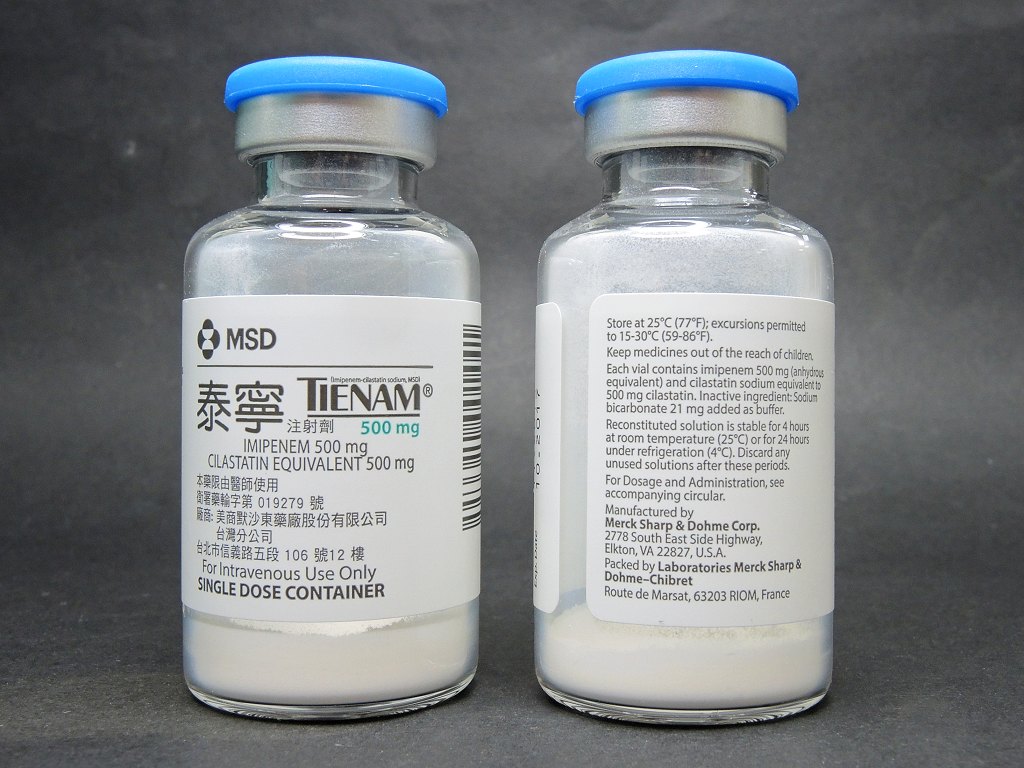 MSD
(Imipenem-cilastatin sodium, MSD)
泰寧 TIENAM®
注射劑 500 mg
IMIPENEM 500 mg
CILASTATIN EQUIVALENT 500 mg
本藥限由醫師使用
衛署藥輸字第 019279 號
廠商: 美商默沙東藥廠股份有限公司
台灣分公司
台北市信義路五段 106 號12 樓
For Intravenous Use Only
SINGLE DOSE CONTAINER
Store at 25°C (77°F); excursions permitted
to 15-30°C (59-86°F).
Keep medicines out of the reach of children.
Each vial contains imipenem 500 mg (anhydrous
equivalent) and cilastatin sodium equivalent to
500 mg cilastatin. Inactive ingredient: Sodium
bicarbonate 21 mg added as buffer.
Reconstituted solution is stable for 4 hours
at room temperature (25°C) or for 24 hours
under refrigeration (4°C). Discard any
unused solutions after these periods.
For Dosage and Administration, see
accompanying circular.
Manufactured by
Merck Sharp & Dohme Corp.
2778 South East Side Highway,
Elkton, VA 22827, U.S.A.
Packed by Laboratories Merck Sharp &
Dohme–Chibret
Route de Marsat, 63203 RIOM, France